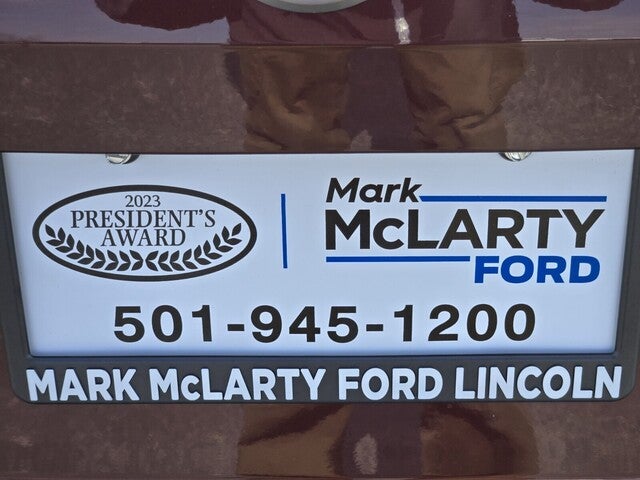 2023
PRESIDENT'S
AWARD
Mark
McLARTY
FORD
501-945-1200
MARK McLARTY FORD LINCOLN